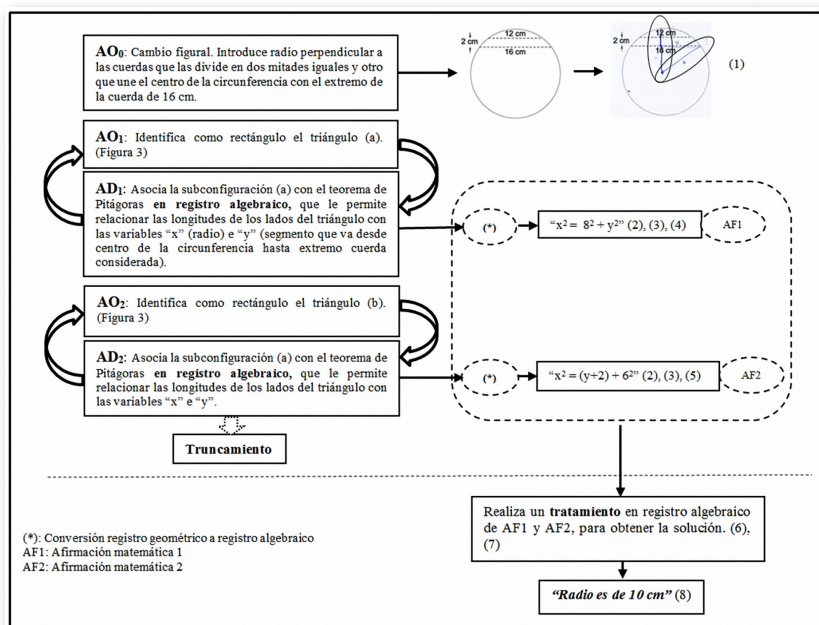 AO0: Cambio figural. Introduce radio perpendicular a
las cuerdas que las divide en dos mitades iguales y otro
que une el centro de la circunferencia con el extremo de
la cuerda de 16 cm.
12 cm
2 cm
16 cm
12 cm
2 cm
16 cm
(1)
AO1: Identifica como rectángulo el triángulo (a).
(Figura 3)
AD1: Asocia la subconfiguración (a) con el teorema de
Pitágoras en registro algebraico, que le permite
relacionar las longitudes de los lados del triángulo con
las variables “x” (radio) e “y” (segmento que va desde
centro de la circunferencia hasta extremo cuerda
considerada).
(*)
“x² = 8² + y²” (2), (3), (4)
AF1
AO2: Identifica como rectángulo el triángulo (b).
(Figura 3)
AD2: Asocia la subconfiguración (a) con el teorema de
Pitágoras en registro algebraico, que le permite
relacionar las longitudes de los lados del triángulo con
las variables “x” e “y”.
(*)
“x² = (y+2) + 6²” (2), (3), (5)
AF2
Truncamiento
Realiza un tratamiento en registro algebraico
de AF1 y AF2, para obtener la solución. (6),
(7)
(*): Conversión registro geométrico a registro algebraico
AF1: Afirmación matemática 1
AF2: Afirmación matemática 2
“Radio es de 10 cm” (8)